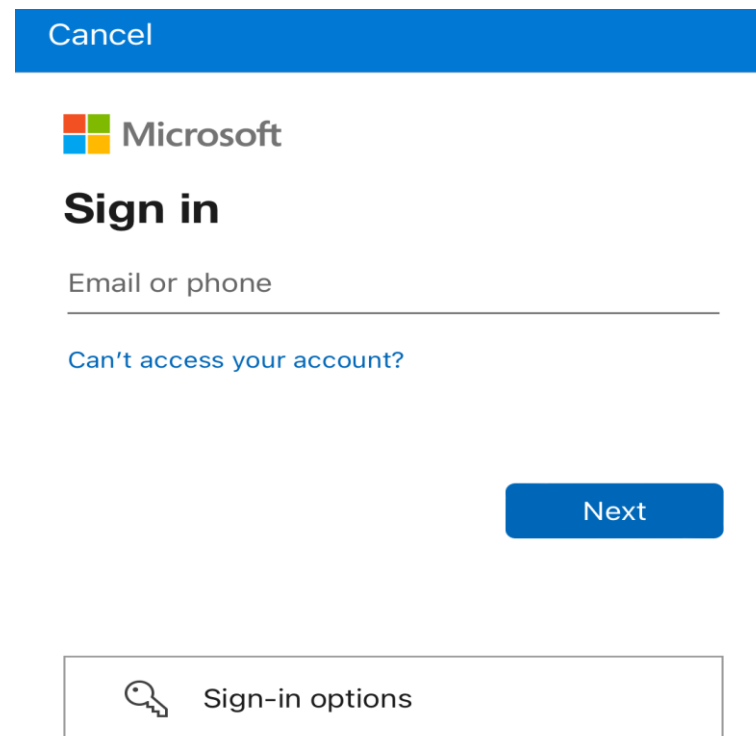 Cancel
Microsoft
Sign in
Email or phone
Can't access your account?
Next
Sign-in options